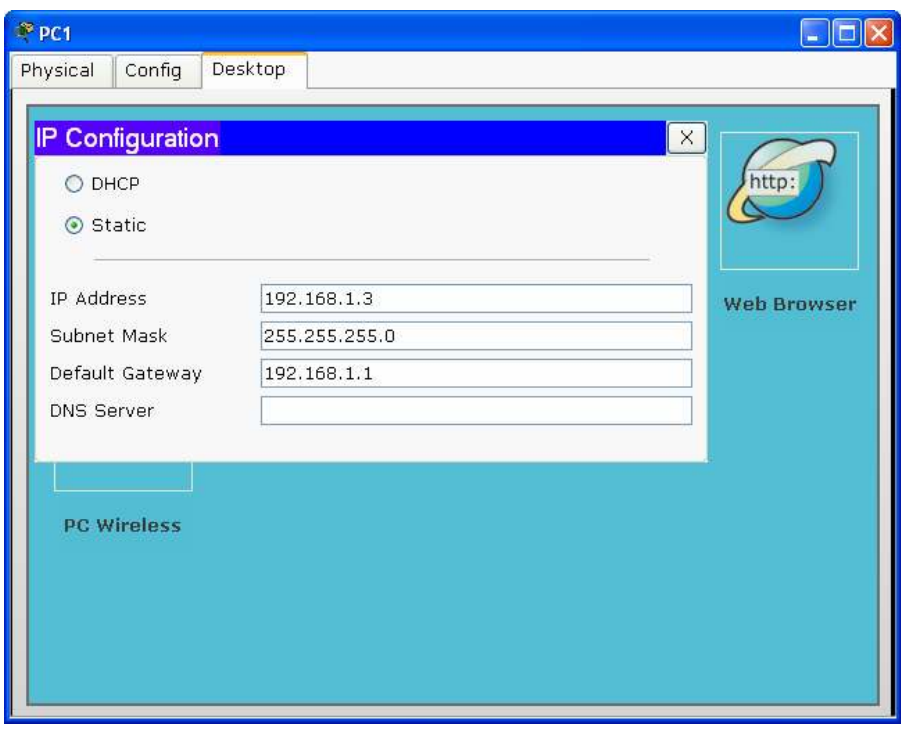 PC1
Physical Config Desktop
IP Configuration X
DHCP
http:
Static
IP Address 192.168.1.3
Web Browser
Subnet Mask 255.255.255.0
Default Gateway 192.168.1.1
DNS Server
PC Wireless